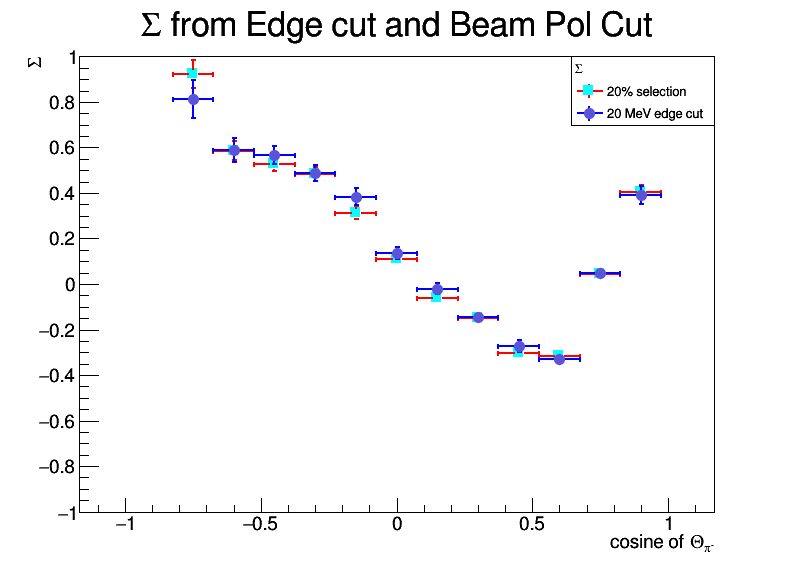 Σ from Edge cut and Beam Pol Cut
Σ
Σ
20% selection
20 MeV edge cut
1
0.8
0.6
0.4
0.2
0
−0.2
−0.4
−0.6
−0.8
−1
−1 −0.5 0 0.5 1
cosine of Θπ-